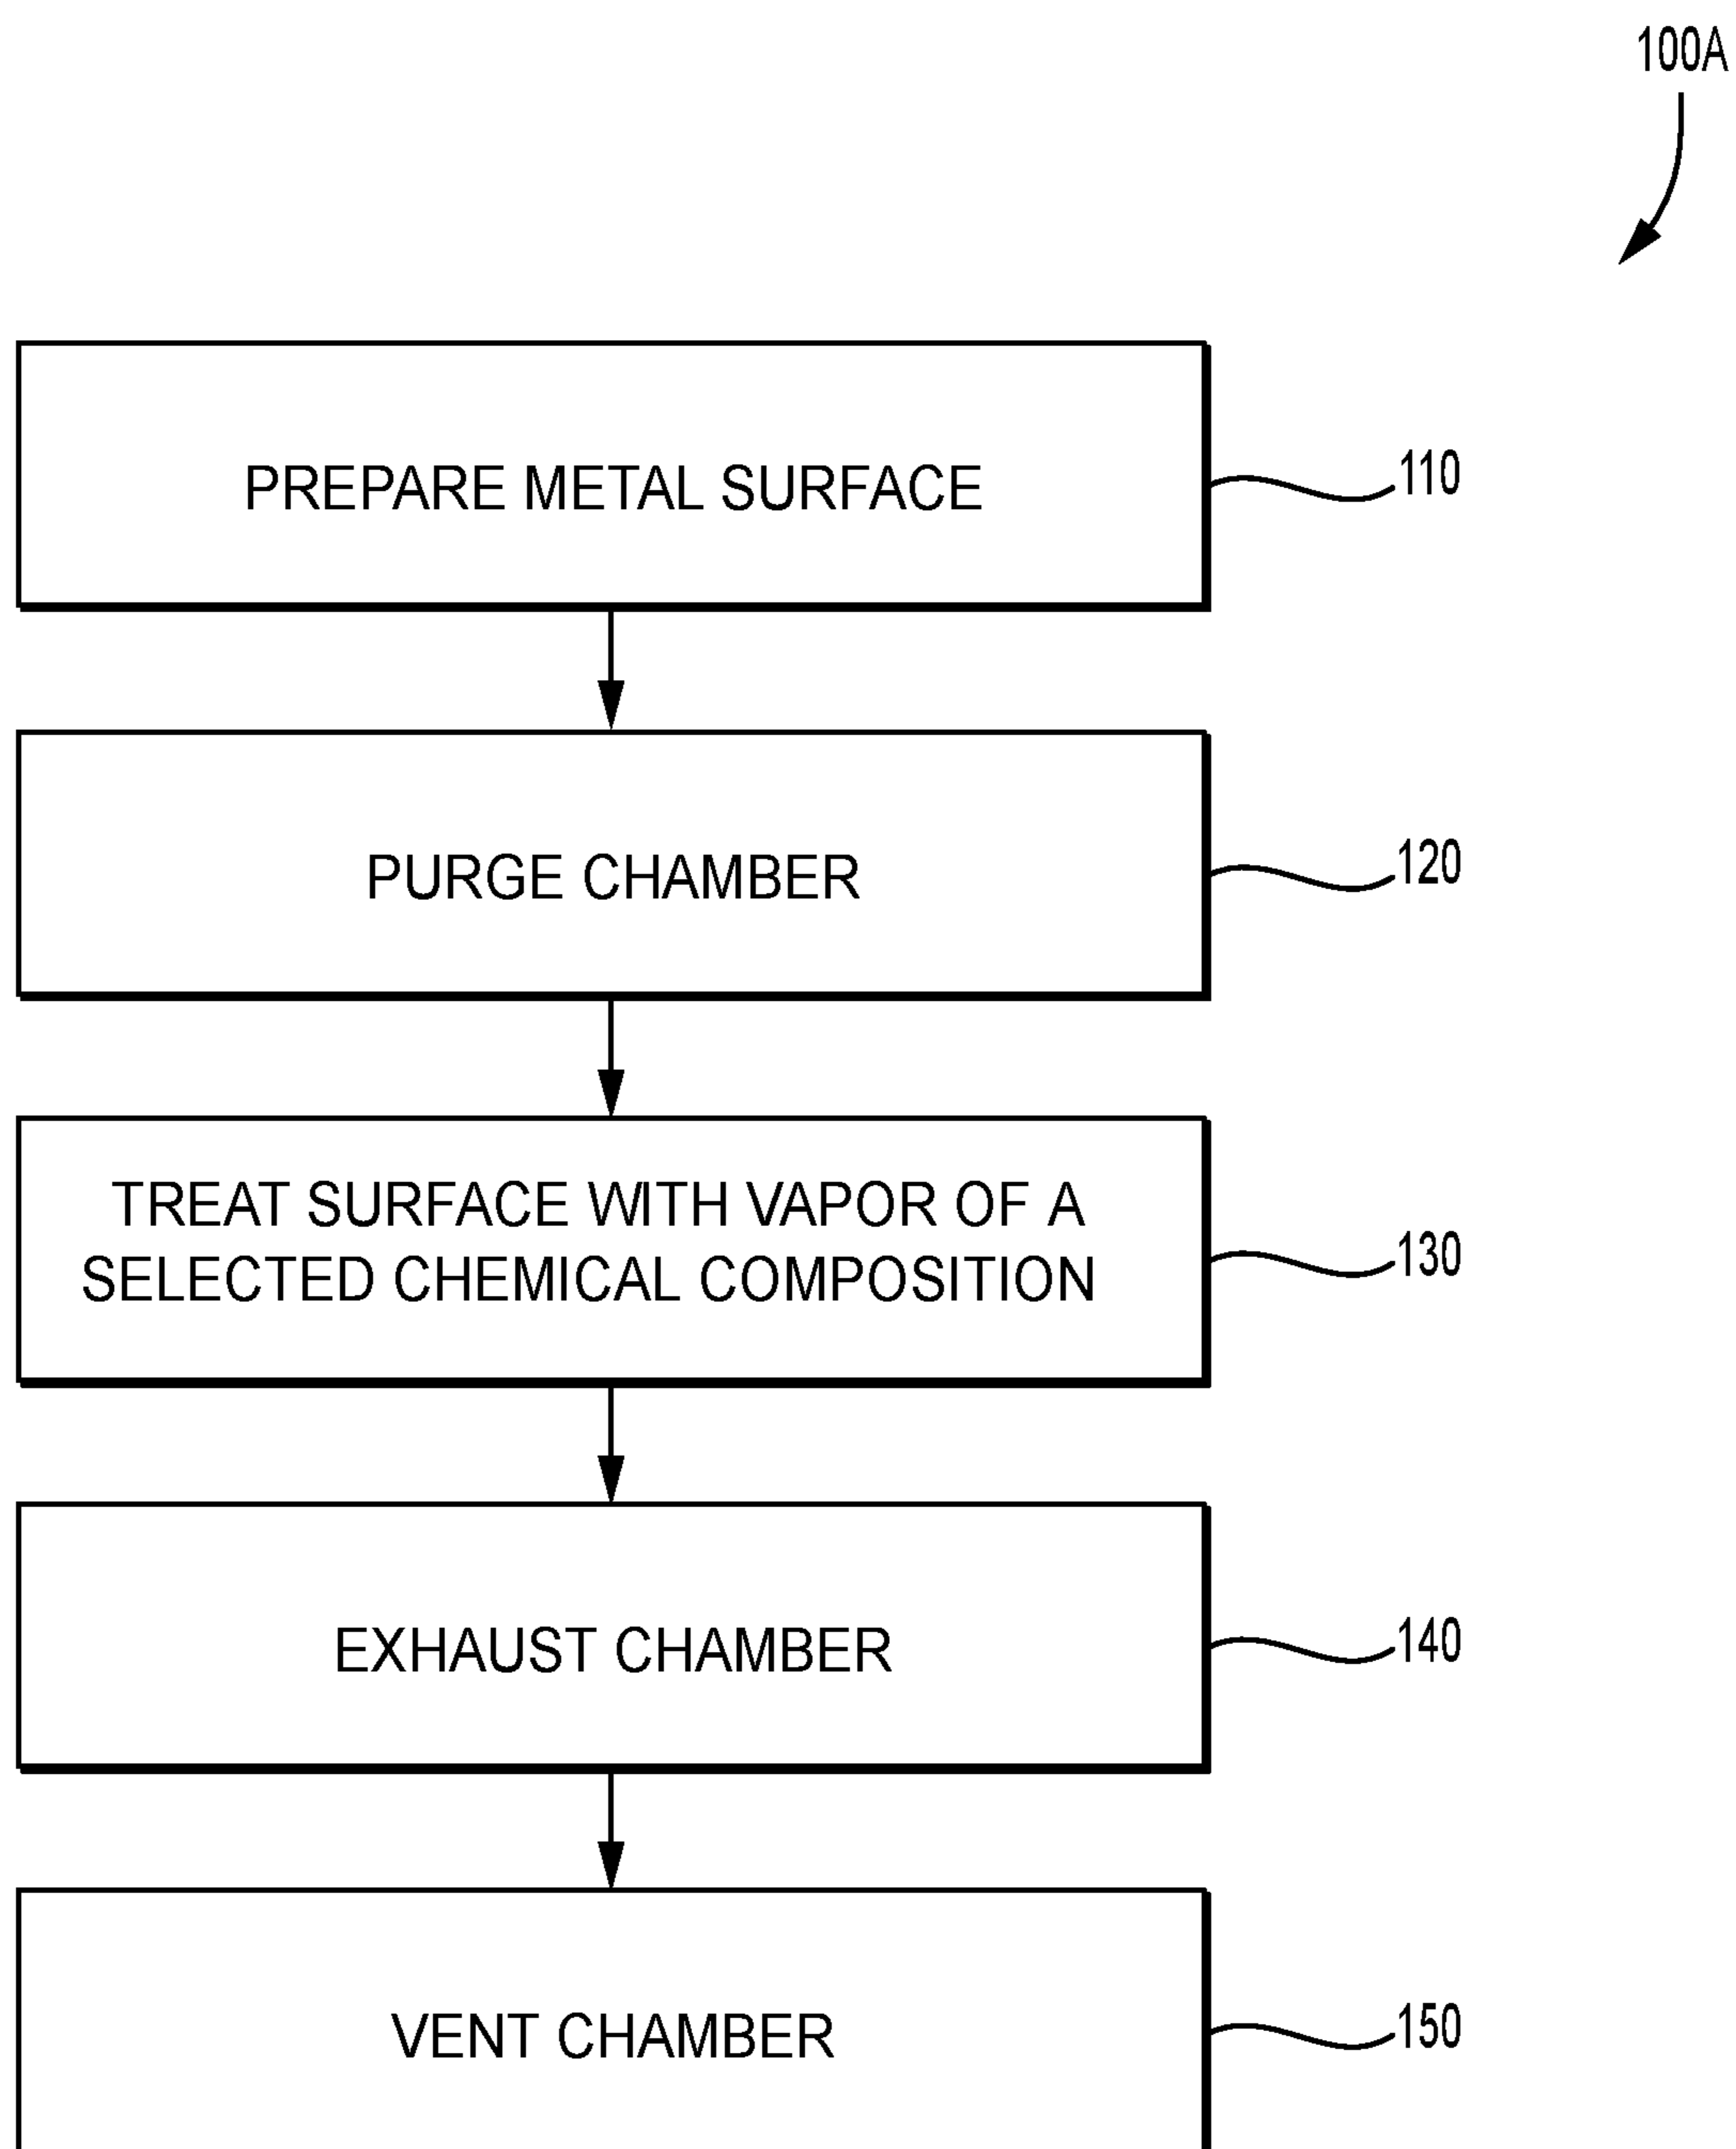 100A
PREPARE METAL SURFACE
110
PURGE CHAMBER
120
TREAT SURFACE WITH VAPOR OF A
SELECTED CHEMICAL COMPOSITION
130
EXHAUST CHAMBER
140
VENT CHAMBER
150